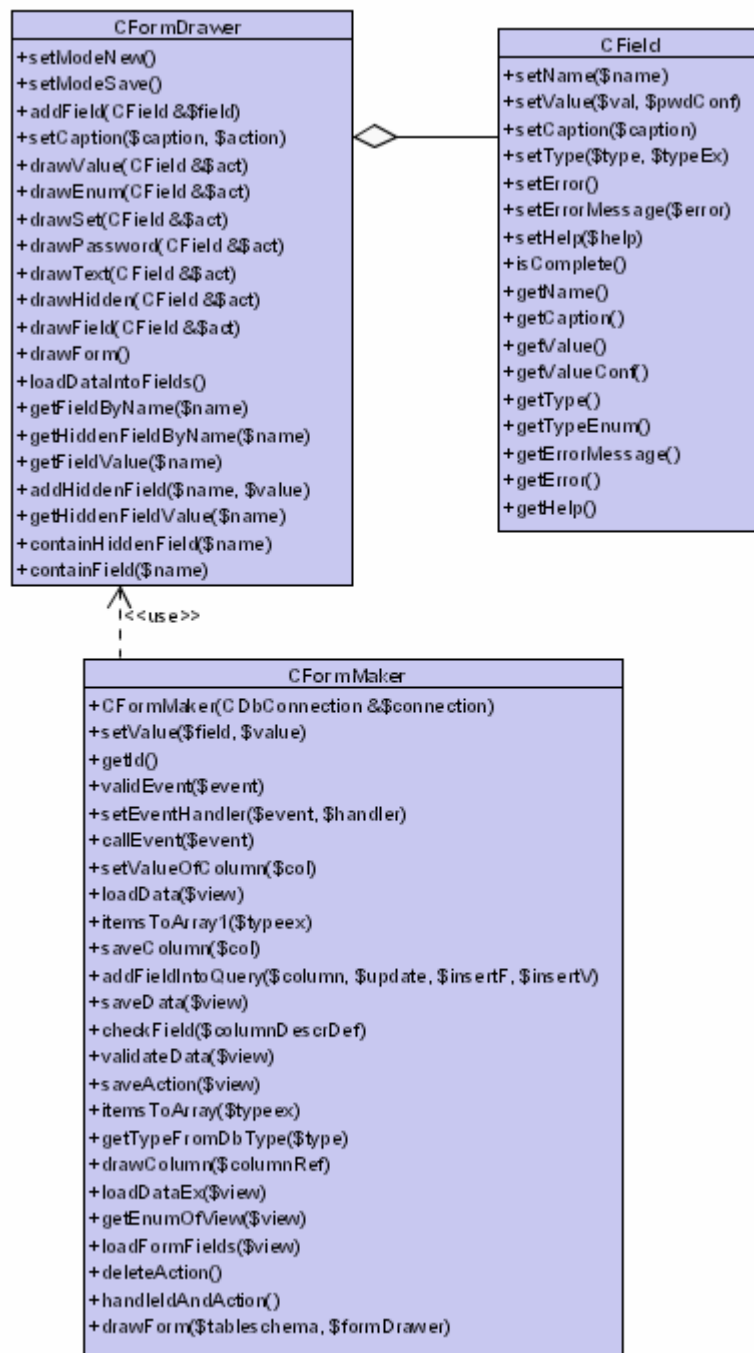 CFormDrawer
+setModeNew()
+setModeSave()
+addField(CField &$field)
+setCaption($caption, $action)
+drawValue(CField &$act)
+drawEnum(CField &$act)
+drawSet(CField &$act)
+drawPassword(CField &$act)
+drawText(CField &$act)
+drawHidden(CField &$act)
+drawField(CField &$act)
+drawForm()
+loadDataIntoFields()
+getFieldByName($name)
+getHiddenFieldByName($name)
+getFieldValue($name)
+addHiddenField($name, $value)
+getHiddenFieldValue($name)
+containHiddenField($name)
+containField($name)
CField
+setName($name)
+setValue($val, $pwdConf)
+setCaption($caption)
+setType($type, $typeEx)
+setError()
+setErrorMessage($error)
+setHelp($help)
+isComplete()
+getName()
+getCaption()
+getValue()
+getValueConf()
+getType()
+getTypeEnum()
+getErrorMessage()
+getError()
+getHelp()
<<use>>
CFormMaker
+CFormMaker(CDbConnection &$connection)
+setValue($field, $value)
+getId()
+validEvent($event)
+setEventHandler($event, $handler)
+callEvent($event)
+setValueOfColumn($col)
+loadData($view)
+itemsToArray1($typeex)
+saveColumn($col)
+addFieldIntoQuery($column, $update, $insertF, $insertV)
+saveData($view)
+checkField($columnDescrDef)
+validateData($view)
+saveAction($view)
+itemsToArray($typeex)
+getTypeFromDbType($type)
+drawColumn($columnRef)
+loadDataEx($view)
+getEnumOfView($view)
+loadFormFields($view)
+deleteAction()
+handleIdAndAction()
+drawForm($tableschema, $formDrawer)